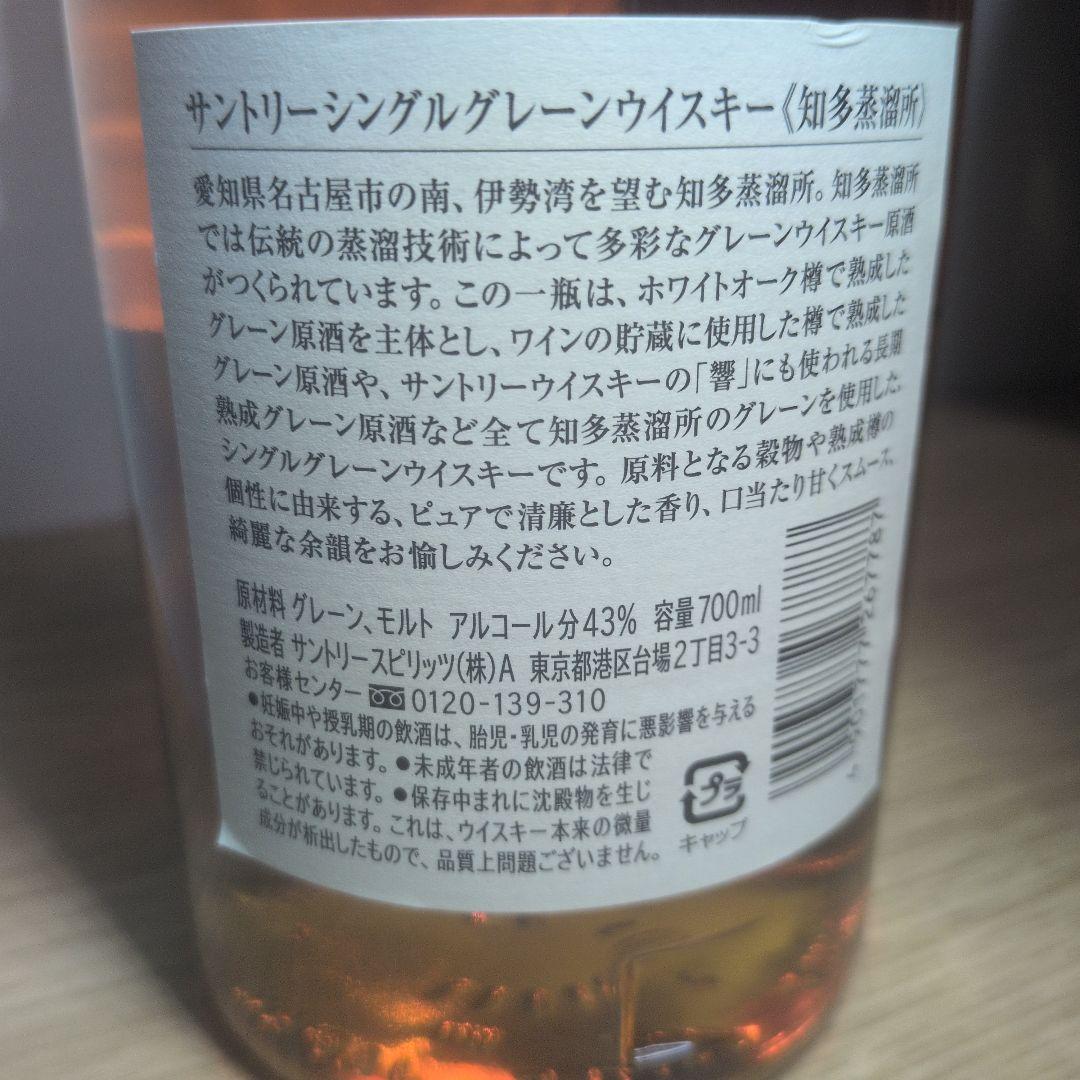 サントリーシングルグレーンウイスキー《知多蒸溜所》
愛知県名古屋市の南、伊勢湾を望む知多蒸溜所。知多蒸溜所
では伝統の蒸溜技術によって多彩なグレーンウイスキー原酒
がつくられています。この一瓶は、ホワイトオーク樽で熟成した
グレーン原酒を主体とし、ワインの貯蔵に使用した樽で熟成した
グレーン原酒や、サントリーウイスキーの「響」にも使われる長期
熟成グレーン原酒など全て知多蒸溜所のグレーンを使用した、
シングルグレーンウイスキーです。原料となる穀物や熟成樽の
個性に由来する、ピュアで清廉とした香り、口当たり甘くスムース、
綺麗な余韻をお愉しみください。
原材料 グレーン、モルト アルコール分43% 容量700ml
製造者 サントリースピリッツ(株)A 東京都港区台場2丁目3-3
お客様センター 0120-139-310
●妊娠中や授乳期の飲酒は、胎児・乳児の発育に悪影響を与える
おそれがあります。●未成年者の飲酒は法律で
禁じられています。●保存中まれに沈殿物を生じ
ることがあります。これは、ウイスキー本来の微量
成分が析出したもので、品質上問題ございません。
プラ
キャップ